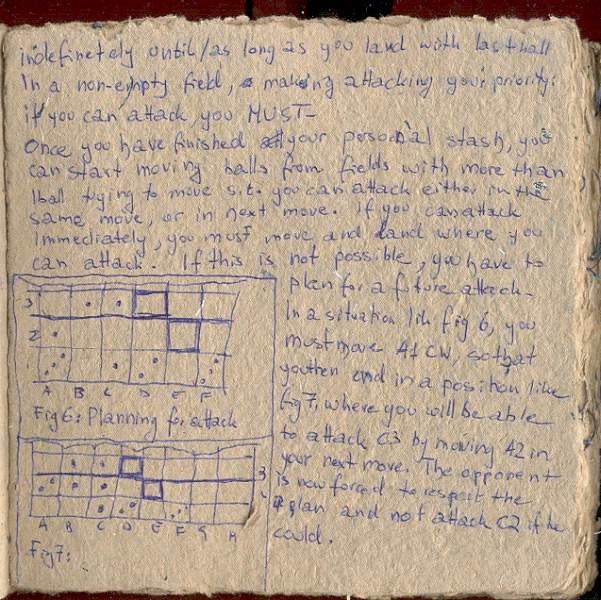 indefinetely until/as long as you land with last ball
In a non-empty field, making attacking your priority:
if you can attack, you MUST-
Once you have finished all your personal stash, you
can start moving balls from fields with more than
1ball trying to move s.t. you can attack either in the
same move, or in next move. If you can attack
immediately, you must move and land where you
can attack. If this is not possible, you have to
plan for a future attack-
In a situation like fig 6, you
must move A1 CW, so that
you then end in a position like
fig 7, where you will be able
to attack C3 by moving A2 in
your next move. The opponent
is now forced to respect the
plan and not attack C2 if he
could.
3
2
1
A B C D E F
Fig 6: Planning for attack
3
A B C D E F G H
Fig 7: